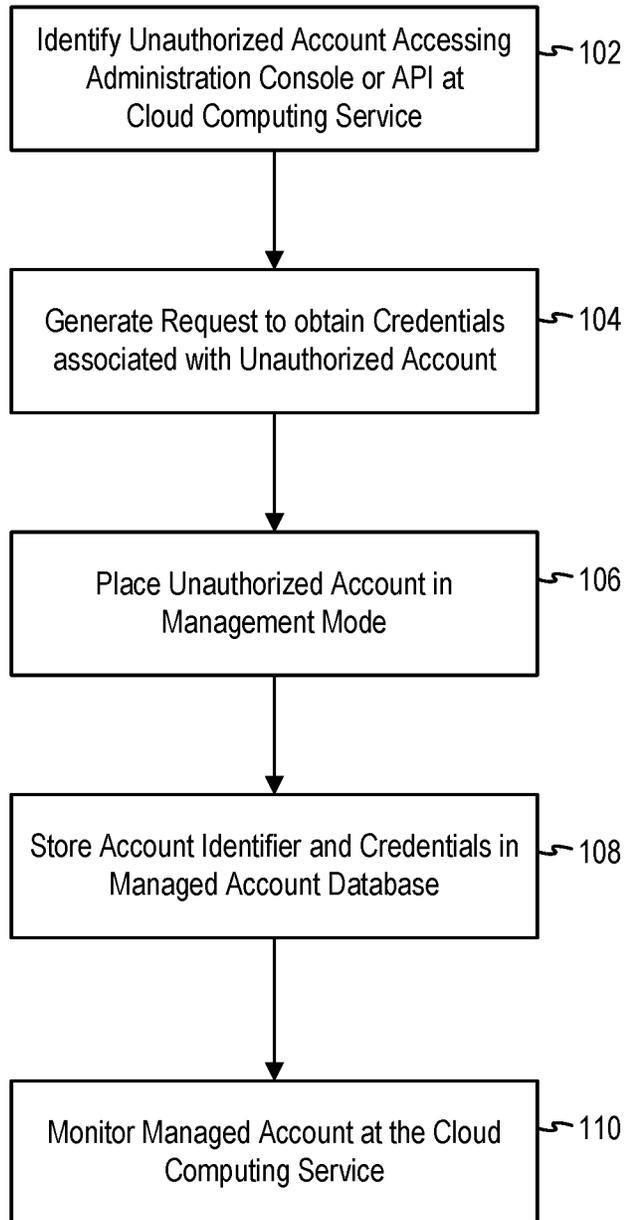 Identify Unauthorized Account Accessing
Administration Console or API at
Cloud Computing Service
102
Generate Request to obtain Credentials
associated with Unauthorized Account
104
Place Unauthorized Account in
Management Mode
106
Store Account Identifier and Credentials in
Managed Account Database
108
Monitor Managed Account at the Cloud
Computing Service
110